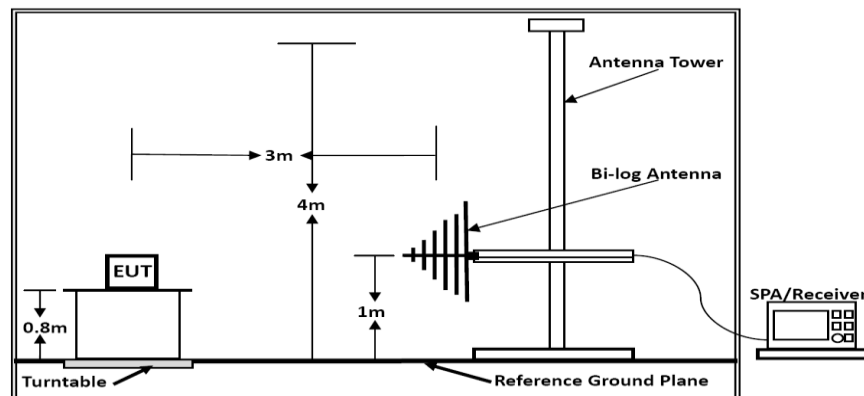 Antenna Tower
3m
Bi-log Antenna
4m
EUT
SPA/Receiver
0.8m
1m
Turntable
Reference Ground Plane